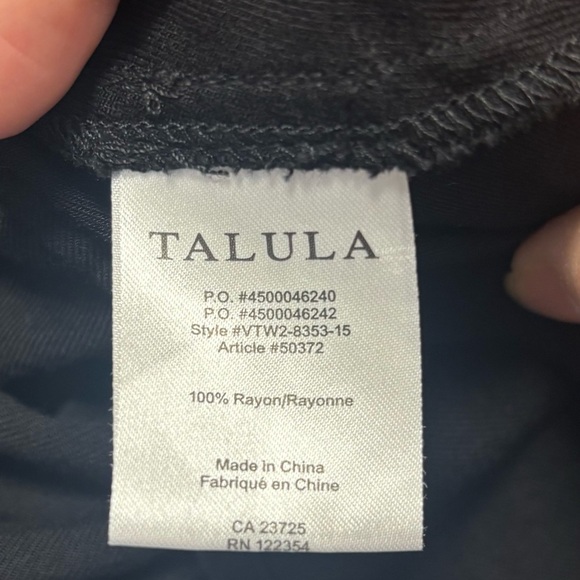 TALULA
P.O. #4500046240
P.O. #4500046242
Style #VTW2-8353-15
Article #50372
100% Rayon/Rayonne
Made in China
Fabriqué en Chine
CA 23725
RN 122354